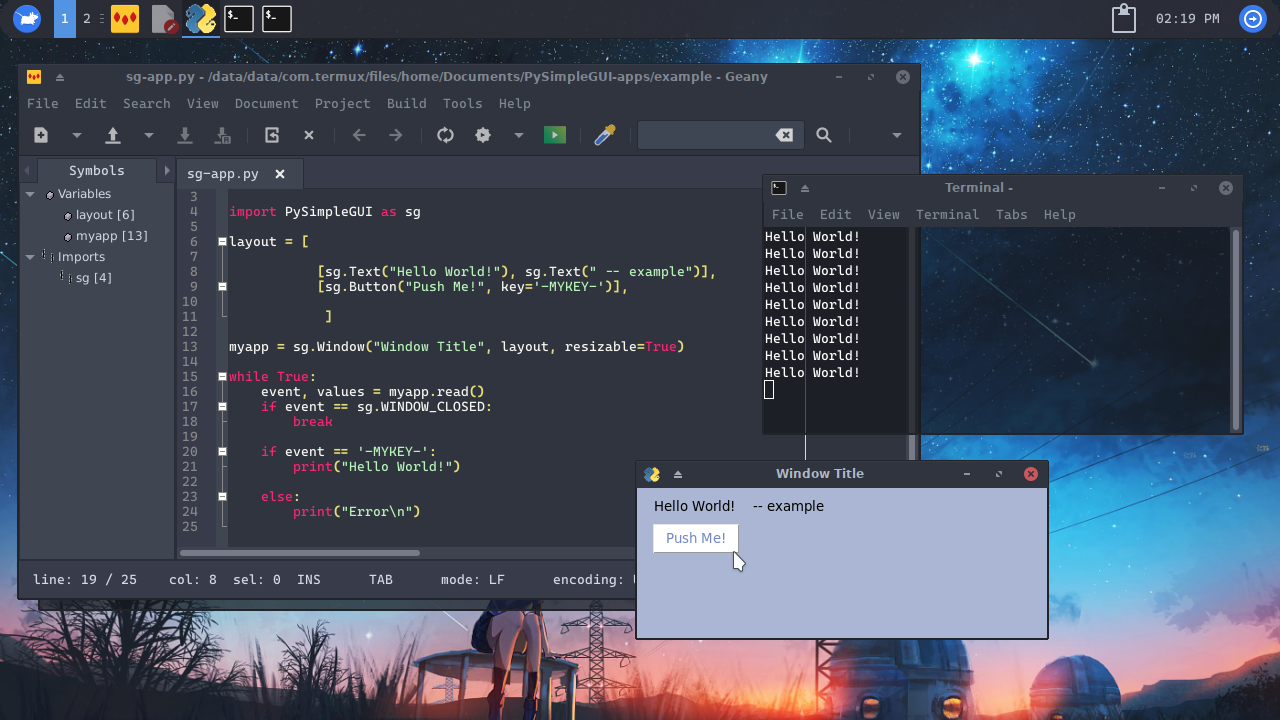 1 2 02:19 PM
sg-app.py - /data/data/com.termux/files/home/Documents/PySimpleGUI-apps/example - Geany
File Edit Search View Document Project Build Tools Help
Symbols
Variables
layout [6]
myapp [13]
Imports
sg [4]
sg-app.py
3
4 import PySimpleGUI as sg
5
6 layout = [
7
8 [sg.Text("Hello World!"), sg.Text(" -- example")],
9 [sg.Button("Push Me!", key='-MYKEY-')],
10
11 ]
12
13 myapp = sg.Window("Window Title", layout, resizable=True)
14
15 while True:
16 event, values = myapp.read()
17 if event == sg.WINDOW_CLOSED:
18 break
19
20 if event == '-MYKEY-':
21 print("Hello World!")
22
23 else:
24 print("Error\n")
25
line: 19 / 25 col: 8 sel: 0 INS TAB mode: LF encoding:
Terminal -
File Edit View Terminal Tabs Help
Hello World!
Hello World!
Hello World!
Hello World!
Hello World!
Hello World!
Hello World!
Hello World!
Hello World!
Window Title
Hello World! -- example
Push Me!